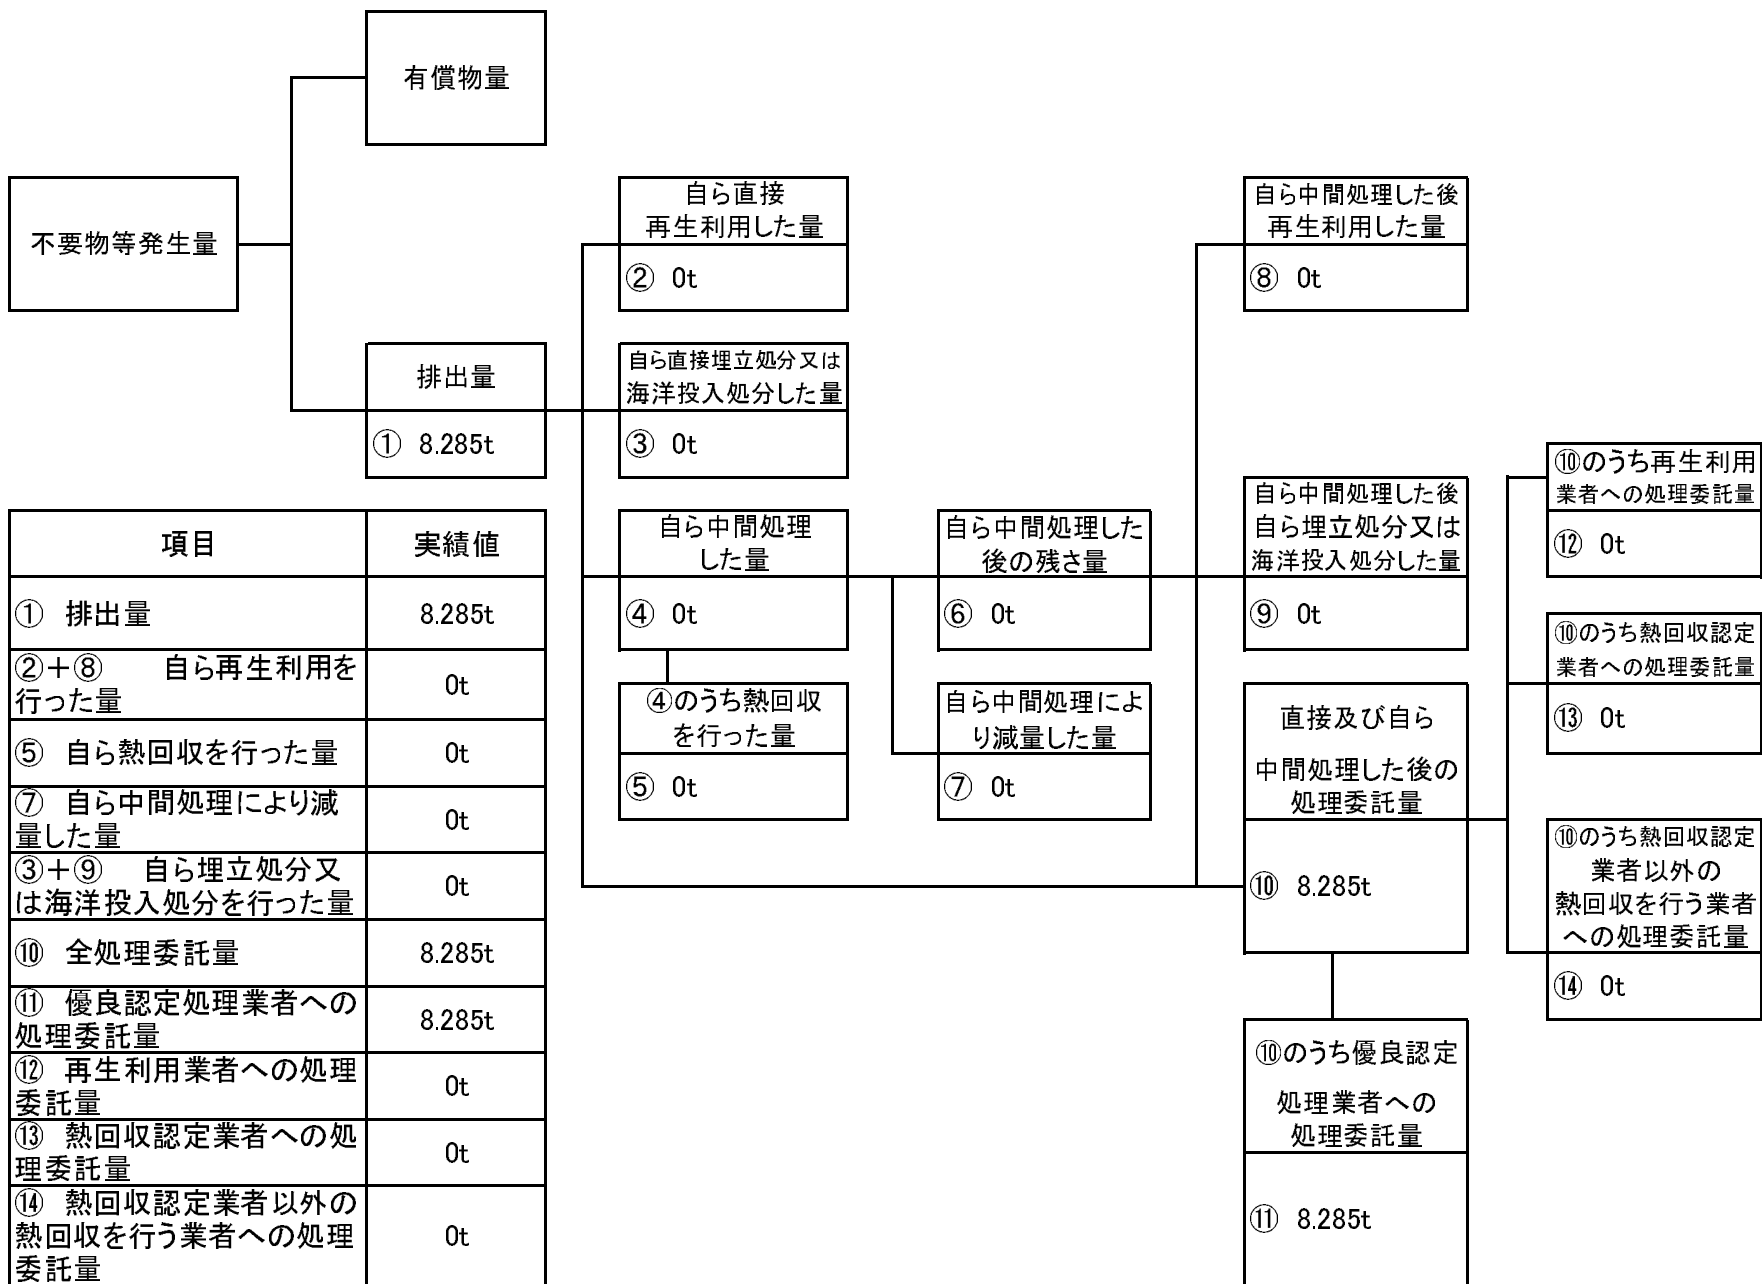 有償物量
不要物等発生量
排出量
① 8.285t
自ら直接
再生利用した量
② 0t
自ら直接埋立処分又は
海洋投入処分した量
③ 0t
自ら中間処理
した量
④ 0t
④のうち熱回収
を行った量
⑤ 0t
自ら中間処理した
後の残さ量
⑥ 0t
自ら中間処理によ
り減量した量
⑦ 0t
自ら中間処理した後
再生利用した量
⑧ 0t
自ら中間処理した後
自ら埋立処分又は
海洋投入処分した量
⑨ 0t
直接及び自ら
中間処理した後の
処理委託量
⑩ 8.285t
⑩のうち優良認定
処理業者への
処理委託量
⑪ 8.285t
⑩のうち再生利用
業者への処理委託量
⑫ 0t
⑩のうち熱回収認定
業者への処理委託量
⑬ 0t
⑩のうち熱回収認定
業者以外の
熱回収を行う業者
への処理委託量
⑭ 0t
項目 実績値
① 排出量 8.285t
②+⑧ 自ら再生利用を
行った量 0t
⑤ 自ら熱回収を行った量 0t
⑦ 自ら中間処理により減
量した量 0t
③+⑨ 自ら埋立処分又
は海洋投入処分を行った量 0t
⑩ 全処理委託量 8.285t
⑪ 優良認定処理業者への
処理委託量 8.285t
⑫ 再生利用業者への処理
委託量 0t
⑬ 熱回収認定業者への処
理委託量 0t
⑭ 熱回収認定業者以外の
熱回収を行う業者への処理
委託量 0t